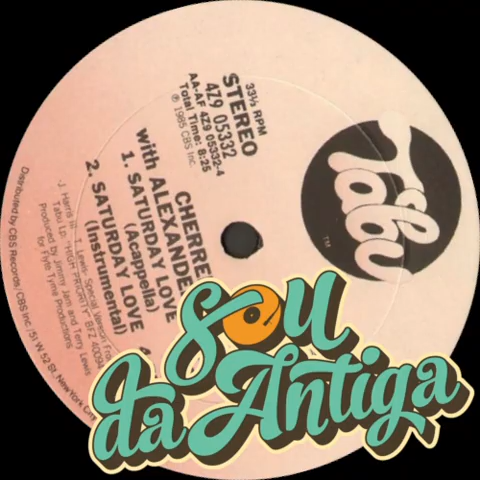 33⅓ RPM
STEREO
4Z9 05332
AA-AF 4Z9 05332-4
Total Time: 8:25
℗ 1985 CBS Inc.
Tabu
TM
CHERRE
with ALEXANDE
1. SATURDAY LOVE
(Acappella)
2. SATURDAY LOVE
(Instrumental)
Produced by Jimmy Jam and Terry Lewis
for Flyte Tyme Productions
Distributed by CBS Records/CBS Inc./51 W. 52 St., New York City
Sou
da Antiga